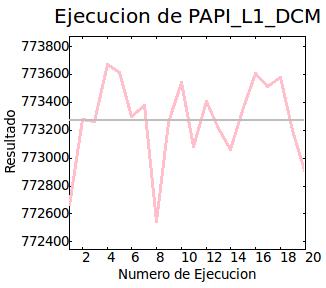 Ejecucion de PAPI_L1_DCM
773800
773600
773400
773200
773000
772800
772600
772400
Resultado
2 4 6 8 10 12 14 16 18 20
Numero de Ejecucion